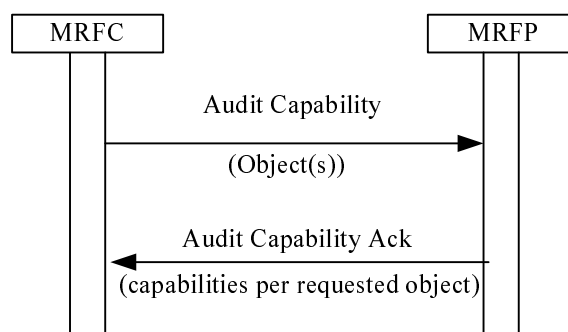 MRFC
MRFP
Audit Capability
(Object(s))
Audit Capability Ack
(capabilities per requested object)